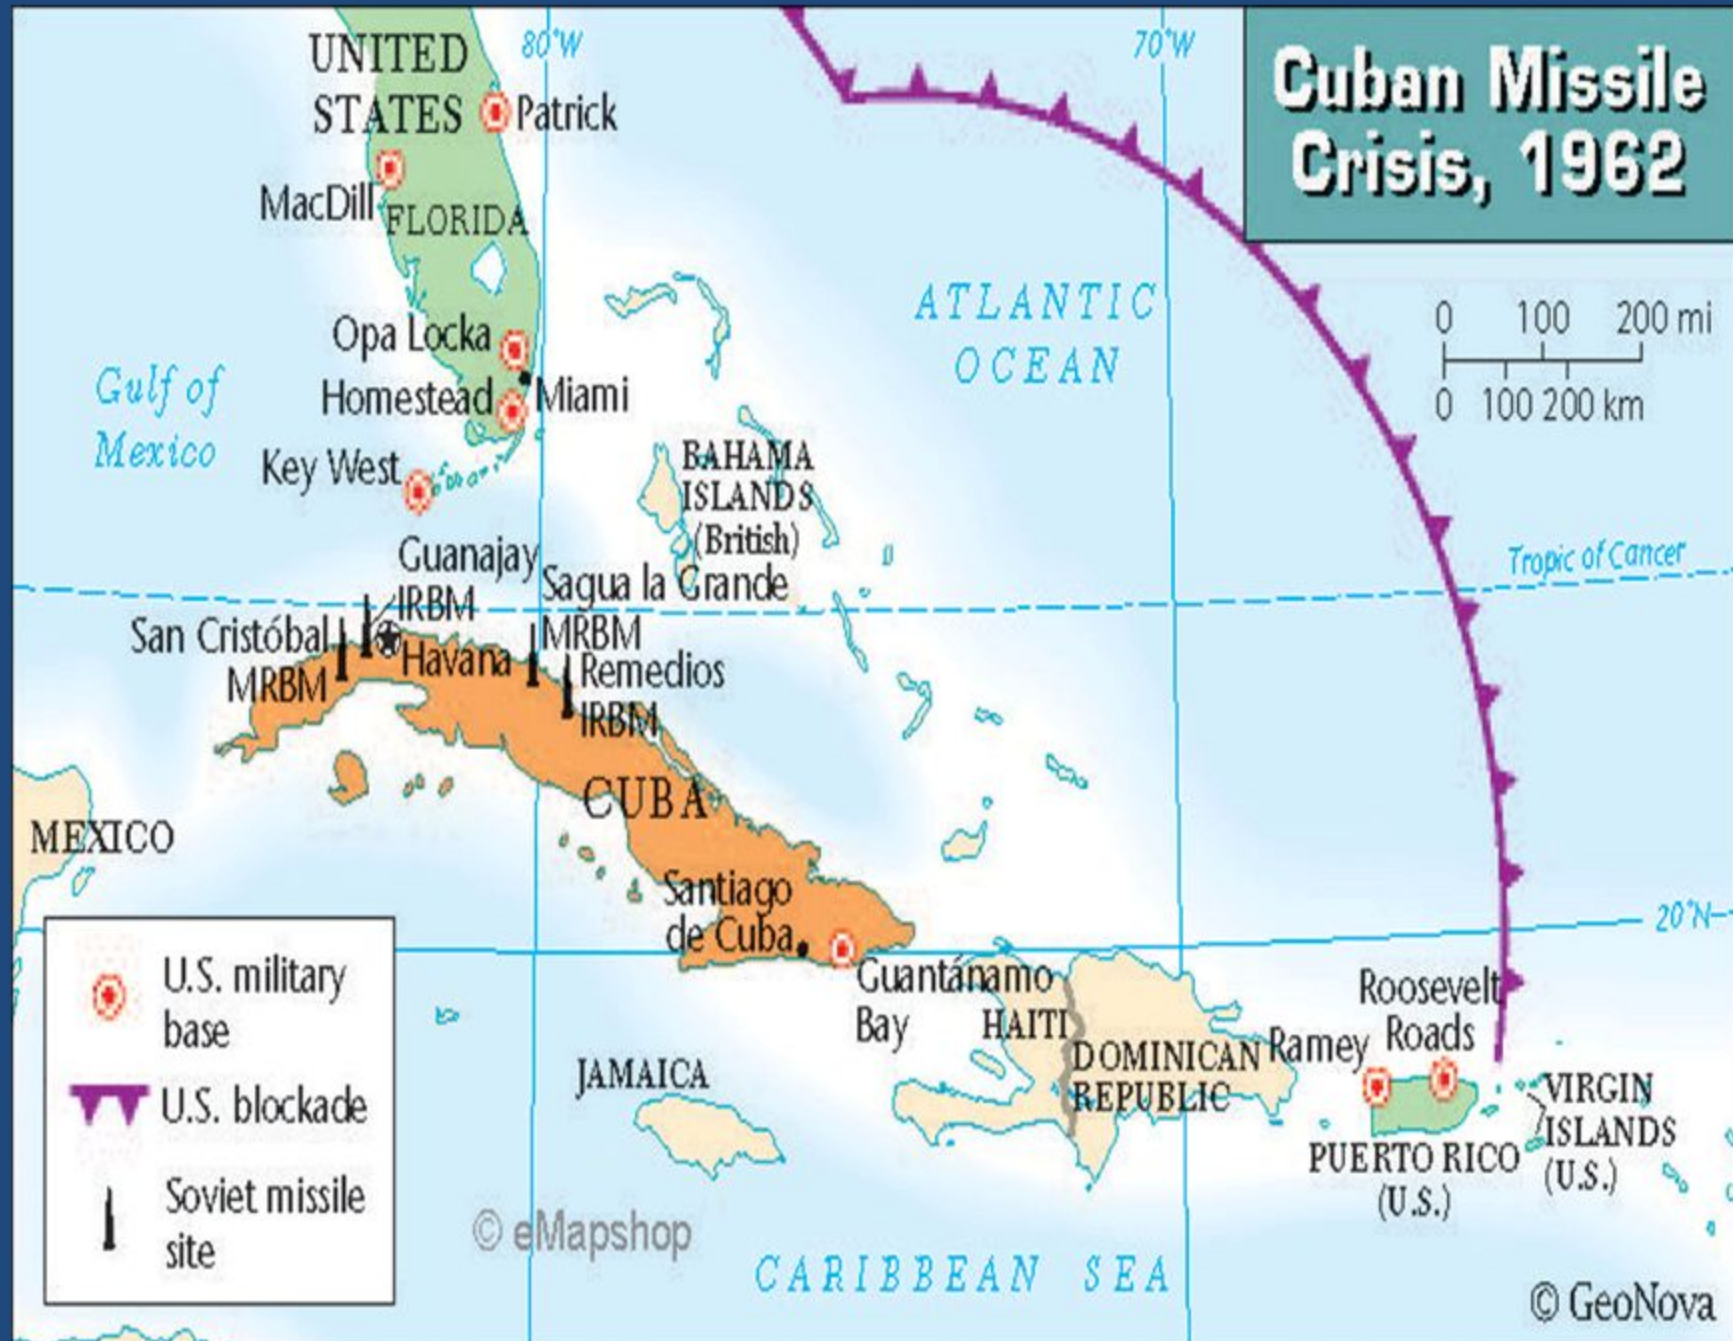 Cuban Missile
Crisis, 1962
UNITED
STATES
80°W
70°W
Patrick
MacDill
FLORIDA
ATLANTIC
OCEAN
0 100 200 mi
0 100 200 km
Opa Locka
Gulf of
Mexico
Homestead
Miami
Key West
BAHAMA
ISLANDS
(British)
Tropic of Cancer
Guanajay
IRBM
Sagua la Grande
MRBM
San Cristóbal
MRBM
Havana
Remedios
IRBM
CUBA
MEXICO
Santiago
de Cuba
20°N
Guantánamo
Bay
HAITI
DOMINICAN
REPUBLIC
Ramey
Roosevelt
Roads
JAMAICA
PUERTO RICO
(U.S.)
VIRGIN
ISLANDS
(U.S.)
U.S. military
base
U.S. blockade
Soviet missile
site
© eMapshop
CARIBBEAN SEA
© GeoNova